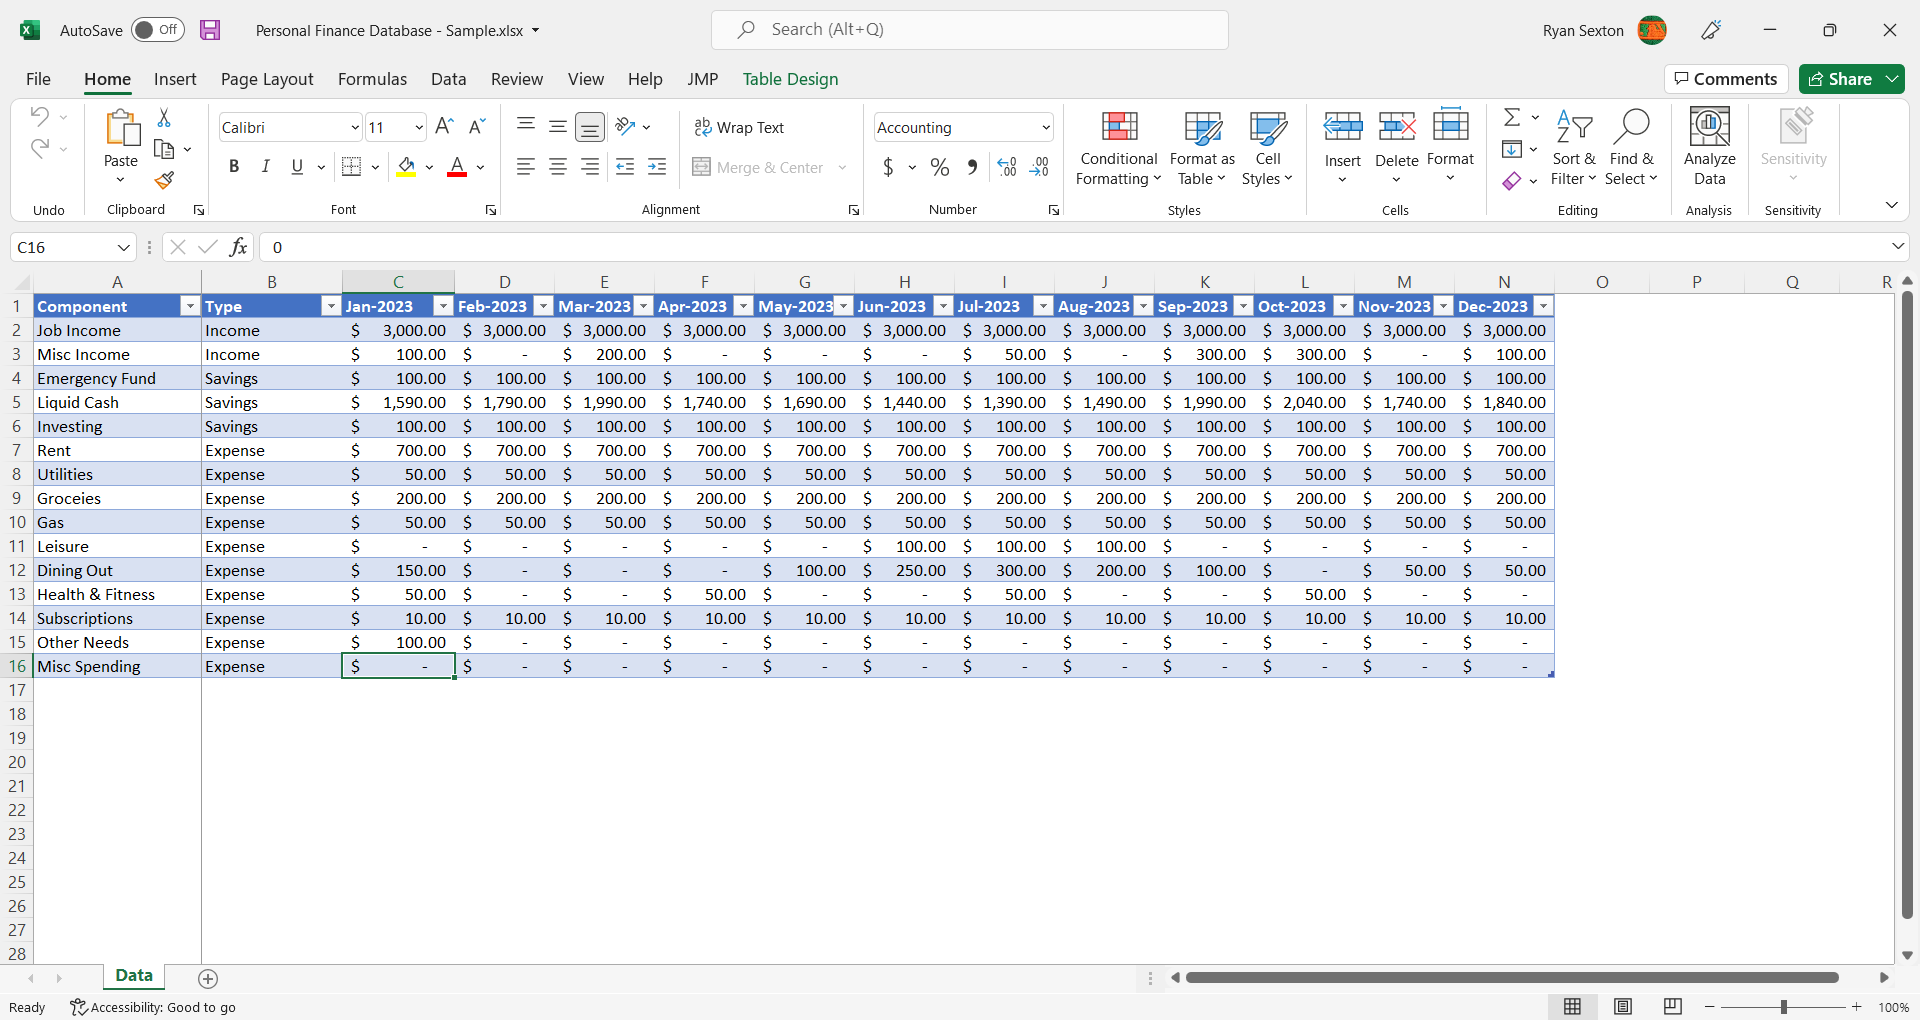 AutoSave Off Personal Finance Database - Sample.xlsx Search (Alt+Q) Ryan Sexton
File Home Insert Page Layout Formulas Data Review View Help JMP Table Design Comments Share
Calibri 11 A A ab Wrap Text Accounting
Paste B I U A Merge & Center $ % , Conditional Formatting Format as Table Cell Styles Insert Delete Format Sort & Filter Find & Select Analyze Data Sensitivity
Undo Clipboard Font Alignment Number Styles Cells Editing Analysis Sensitivity
C16 fx 0
A B C D E F G H I J K L M N O P Q R
1 Component Type Jan-2023 Feb-2023 Mar-2023 Apr-2023 May-2023 Jun-2023 Jul-2023 Aug-2023 Sep-2023 Oct-2023 Nov-2023 Dec-2023
2 Job Income Income $ 3,000.00 $ 3,000.00 $ 3,000.00 $ 3,000.00 $ 3,000.00 $ 3,000.00 $ 3,000.00 $ 3,000.00 $ 3,000.00 $ 3,000.00 $ 3,000.00 $ 3,000.00
3 Misc Income Income $ 100.00 $ - $ 200.00 $ - $ - $ - $ 50.00 $ - $ 300.00 $ 300.00 $ - $ 100.00
4 Emergency Fund Savings $ 100.00 $ 100.00 $ 100.00 $ 100.00 $ 100.00 $ 100.00 $ 100.00 $ 100.00 $ 100.00 $ 100.00 $ 100.00 $ 100.00
5 Liquid Cash Savings $ 1,590.00 $ 1,790.00 $ 1,990.00 $ 1,740.00 $ 1,690.00 $ 1,440.00 $ 1,390.00 $ 1,490.00 $ 1,990.00 $ 2,040.00 $ 1,740.00 $ 1,840.00
6 Investing Savings $ 100.00 $ 100.00 $ 100.00 $ 100.00 $ 100.00 $ 100.00 $ 100.00 $ 100.00 $ 100.00 $ 100.00 $ 100.00 $ 100.00
7 Rent Expense $ 700.00 $ 700.00 $ 700.00 $ 700.00 $ 700.00 $ 700.00 $ 700.00 $ 700.00 $ 700.00 $ 700.00 $ 700.00 $ 700.00
8 Utilities Expense $ 50.00 $ 50.00 $ 50.00 $ 50.00 $ 50.00 $ 50.00 $ 50.00 $ 50.00 $ 50.00 $ 50.00 $ 50.00 $ 50.00
9 Groceies Expense $ 200.00 $ 200.00 $ 200.00 $ 200.00 $ 200.00 $ 200.00 $ 200.00 $ 200.00 $ 200.00 $ 200.00 $ 200.00 $ 200.00
10 Gas Expense $ 50.00 $ 50.00 $ 50.00 $ 50.00 $ 50.00 $ 50.00 $ 50.00 $ 50.00 $ 50.00 $ 50.00 $ 50.00 $ 50.00
11 Leisure Expense $ - $ - $ - $ - $ - $ 100.00 $ 100.00 $ 100.00 $ - $ - $ - $ -
12 Dining Out Expense $ 150.00 $ - $ - $ - $ 100.00 $ 250.00 $ 300.00 $ 200.00 $ 100.00 $ - $ 50.00 $ 50.00
13 Health & Fitness Expense $ 50.00 $ - $ - $ 50.00 $ - $ - $ 50.00 $ - $ - $ 50.00 $ - $ -
14 Subscriptions Expense $ 10.00 $ 10.00 $ 10.00 $ 10.00 $ 10.00 $ 10.00 $ 10.00 $ 10.00 $ 10.00 $ 10.00 $ 10.00 $ 10.00
15 Other Needs Expense $ 100.00 $ - $ - $ - $ - $ - $ - $ - $ - $ - $ - $ -
16 Misc Spending Expense $ - $ - $ - $ - $ - $ - $ - $ - $ - $ - $ - $ -
17
18
19
20
21
22
23
24
25
26
27
28
Data
Ready Accessibility: Good to go 100%